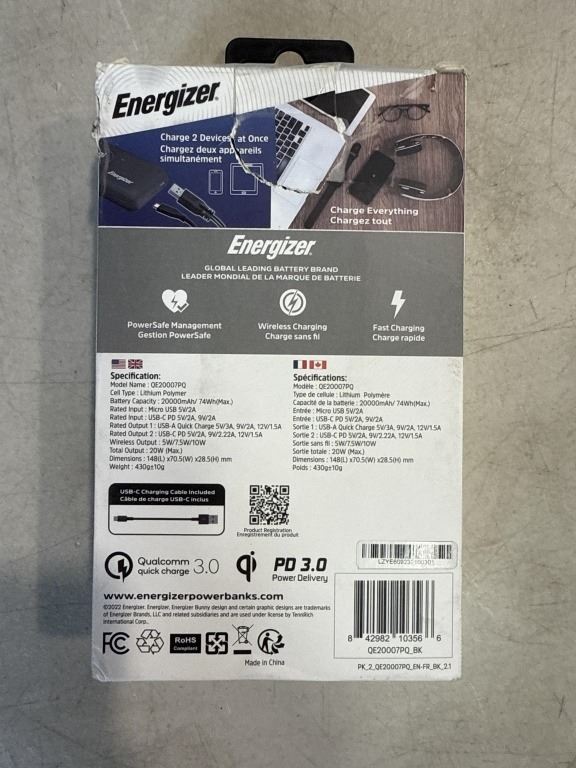 Energizer.
Charge 2 Devices at Once
Chargez deux appareils
simultanément
Energizer
Charge Everything
Chargez tout
Energizer.
GLOBAL LEADING BATTERY BRAND
LEADER MONDIAL DE LA MARQUE DE BATTERIE
PowerSafe Management
Gestion PowerSafe
Wireless Charging
Charge sans fil
Fast Charging
Charge rapide
Specification:
Model Name : QE20007PQ
Cell Type : Lithium Polymer
Battery Capacity : 20000mAh/ 74Wh(Max.)
Rated Input : Micro USB 5V/2A
Rated Input : USB-C PD 5V/2A, 9V/2A
Rated Output 1 : USB-A Quick Charge 5V/3A, 9V/2A, 12V/1.5A
Rated Output 2 : USB-C PD 5V/2A, 9V/2.22A, 12V/1.5A
Wireless Output : 5W/7.5W/10W
Total Output : 20W (Max.)
Dimensions : 148(L) x70.5(W) x28.5(H) mm
Weight : 430g±10g
Spécifications:
Modèle : QE20007PQ
Type de cellule : Lithium Polymère
Capacité de la batterie : 20000mAh/ 74Wh(Max.)
Entrée : Micro USB 5V/2A
Entrée : USB-C PD 5V/2A, 9V/2A
Sortie 1 : USB-A Quick Charge 5V/3A, 9V/2A, 12V/1.5A
Sortie 2 : USB-C PD 5V/2A, 9V/2.22A, 12V/1.5A
Sortie sans fil : 5W/7.5W/10W
Sortie totale : 20W (Max.)
Dimensions : 148(L) x70.5(W) x28.5(H) mm
Poids : 430g±10g
USB-C Charging Cable Included
Câble de charge USB-C inclus
Product Registration
Enregistrement du produit
Qualcomm
quick charge 3.0
qi
PD 3.0
Power Delivery
www.energizerpowerbanks.com
©2022 Energizer. Energizer, Energizer Bunny design and certain graphic designs are trademarks
of Energizer Brands, LLC and related subsidiaries and are used under license by TennRich
International Corp..
FC
RoHS
Compliant
Made in China
8 42982 10356 6
QE20007PQ_BK
PK_2_QE20007PQ_EN-FR_BK_2.1